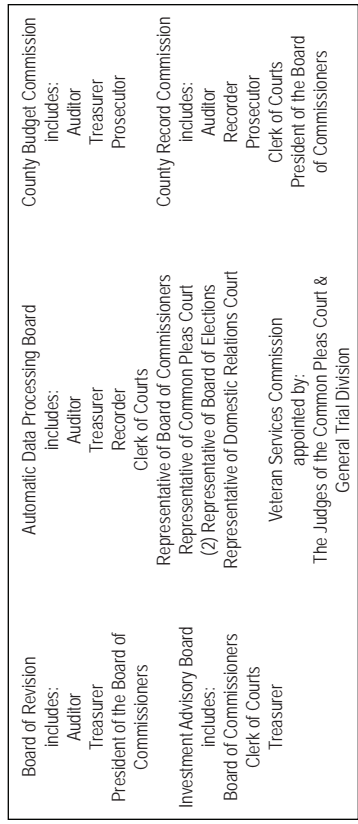 Board of Revision
includes:
Auditor
Treasurer
President of the Board of
Commissioners
Investment Advisory Board
includes:
Board of Commissioners
Clerk of Courts
Treasurer
Automatic Data Processing Board
includes:
Auditor
Treasurer
Recorder
Clerk of Courts
Representative of Board of Commissioners
Representative of Common Pleas Court
(2) Representative of Board of Elections
Representative of Domestic Relations Court
Veteran Services Commission
appointed by:
The Judges of the Common Pleas Court &
General Trial Division
County Budget Commission
includes:
Auditor
Treasurer
Prosecutor
County Record Commission
includes:
Auditor
Recorder
Prosecutor
Clerk of Courts
President of the Board
of Commissioners